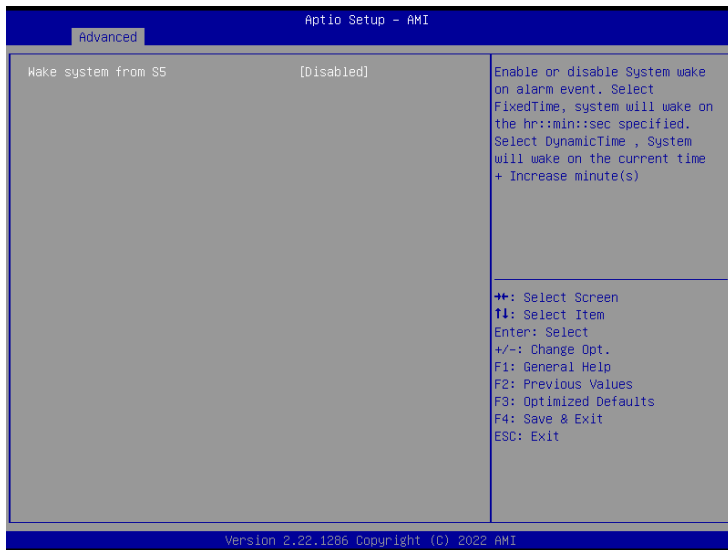 Aptio Setup – AMI
Advanced
Wake system from S5 [Disabled]
Enable or disable System wake
on alarm event. Select
FixedTime, system will wake on
the hr::min::sec specified.
Select DynamicTime , System
will wake on the current time
+ Increase minute(s)
→←: Select Screen
↑↓: Select Item
Enter: Select
+/-: Change Opt.
F1: General Help
F2: Previous Values
F3: Optimized Defaults
F4: Save & Exit
ESC: Exit
Version 2.22.1286 Copyright (C) 2022 AMI